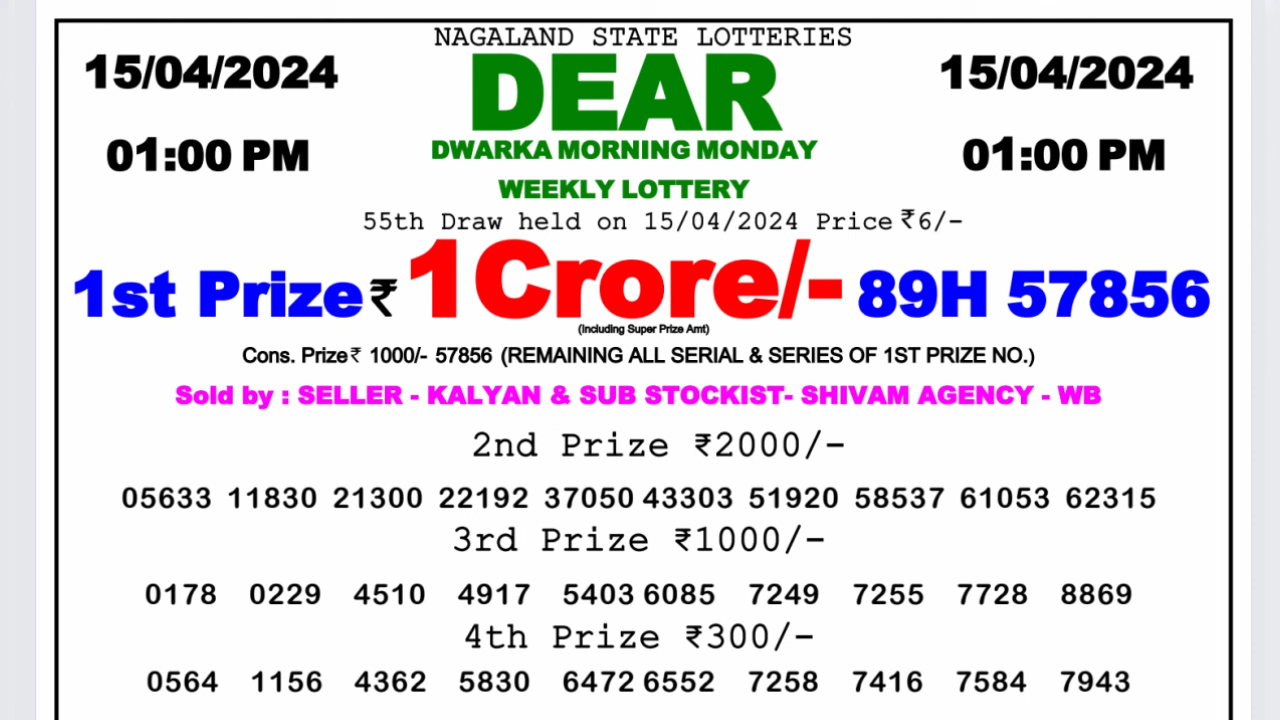 NAGALAND STATE LOTTERIES
15/04/2024 DEAR 15/04/2024
01:00 PM DWARKA MORNING MONDAY 01:00 PM
WEEKLY LOTTERY
55th Draw held on 15/04/2024 Price ₹6/-
1st Prize ₹ 1Crore/- 89H 57856
(Including Super Prize Amt)
Cons. Prize ₹ 1000/- 57856 (REMAINING ALL SERIAL & SERIES OF 1ST PRIZE NO.)
Sold by : SELLER - KALYAN & SUB STOCKIST- SHIVAM AGENCY - WB
2nd Prize ₹2000/-
05633 11830 21300 22192 37050 43303 51920 58537 61053 62315
3rd Prize ₹1000/-
0178 0229 4510 4917 5403 6085 7249 7255 7728 8869
4th Prize ₹300/-
0564 1156 4362 5830 6472 6552 7258 7416 7584 7943